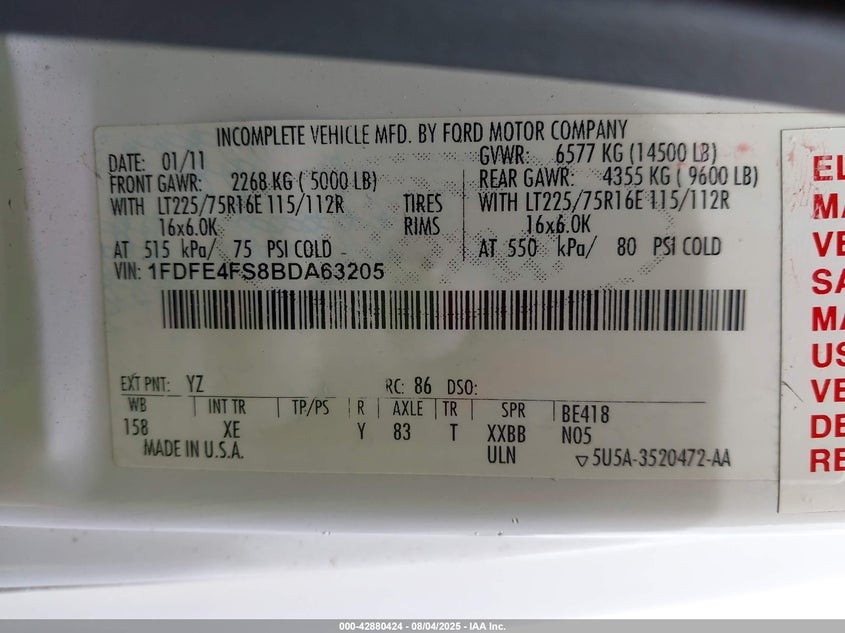 INCOMPLETE VEHICLE MFD. BY FORD MOTOR COMPANY
DATE: 01/11 GVWR: 6577 KG (14500 LB)
FRONT GAWR: 2268 KG ( 5000 LB) REAR GAWR: 4355 KG ( 9600 LB)
WITH LT225/75R16E 115/112R TIRES WITH LT225/75R16E 115/112R
16x6.0K RIMS 16x6.0K
AT 515 kPa/ 75 PSI COLD AT 550 kPa/ 80 PSI COLD
VIN: 1FDFE4FS8BDA63205
EXT PNT: YZ RC: 86 DSO:
WB INT TR TP/PS R AXLE TR SPR BE418
158 XE Y 83 T XXBB N05
MADE IN U.S.A. ULN ▽5U5A-3520472-AA
000-42880424 - 08/04/2025 - IAA Inc.